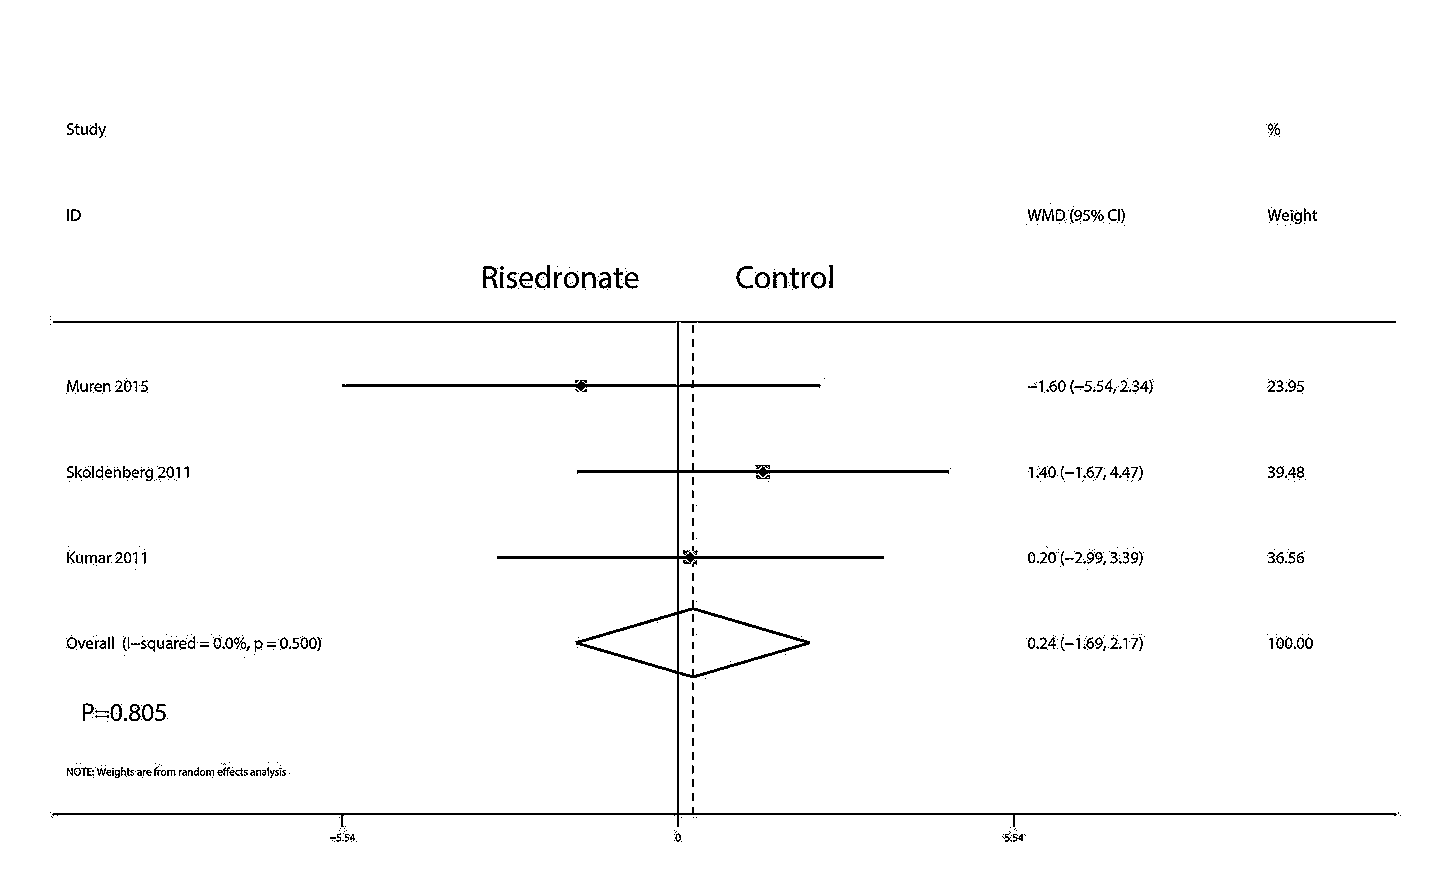 Study %
ID WMD (95% CI) Weight
Risedronate Control
Muren 2015 −1.60 (−5.54, 2.34) 23.95
Skoldenberg 2011 1.40 (−1.67, 4.47) 39.48
Kumar 2011 0.20 (−2.99, 3.39) 36.56
Overall (I−squared = 0.0%, p = 0.500) 0.24 (−1.69, 2.17) 100.00
P=0.805
NOTE: Weights are from random effects analysis
−5.54 0 5.54